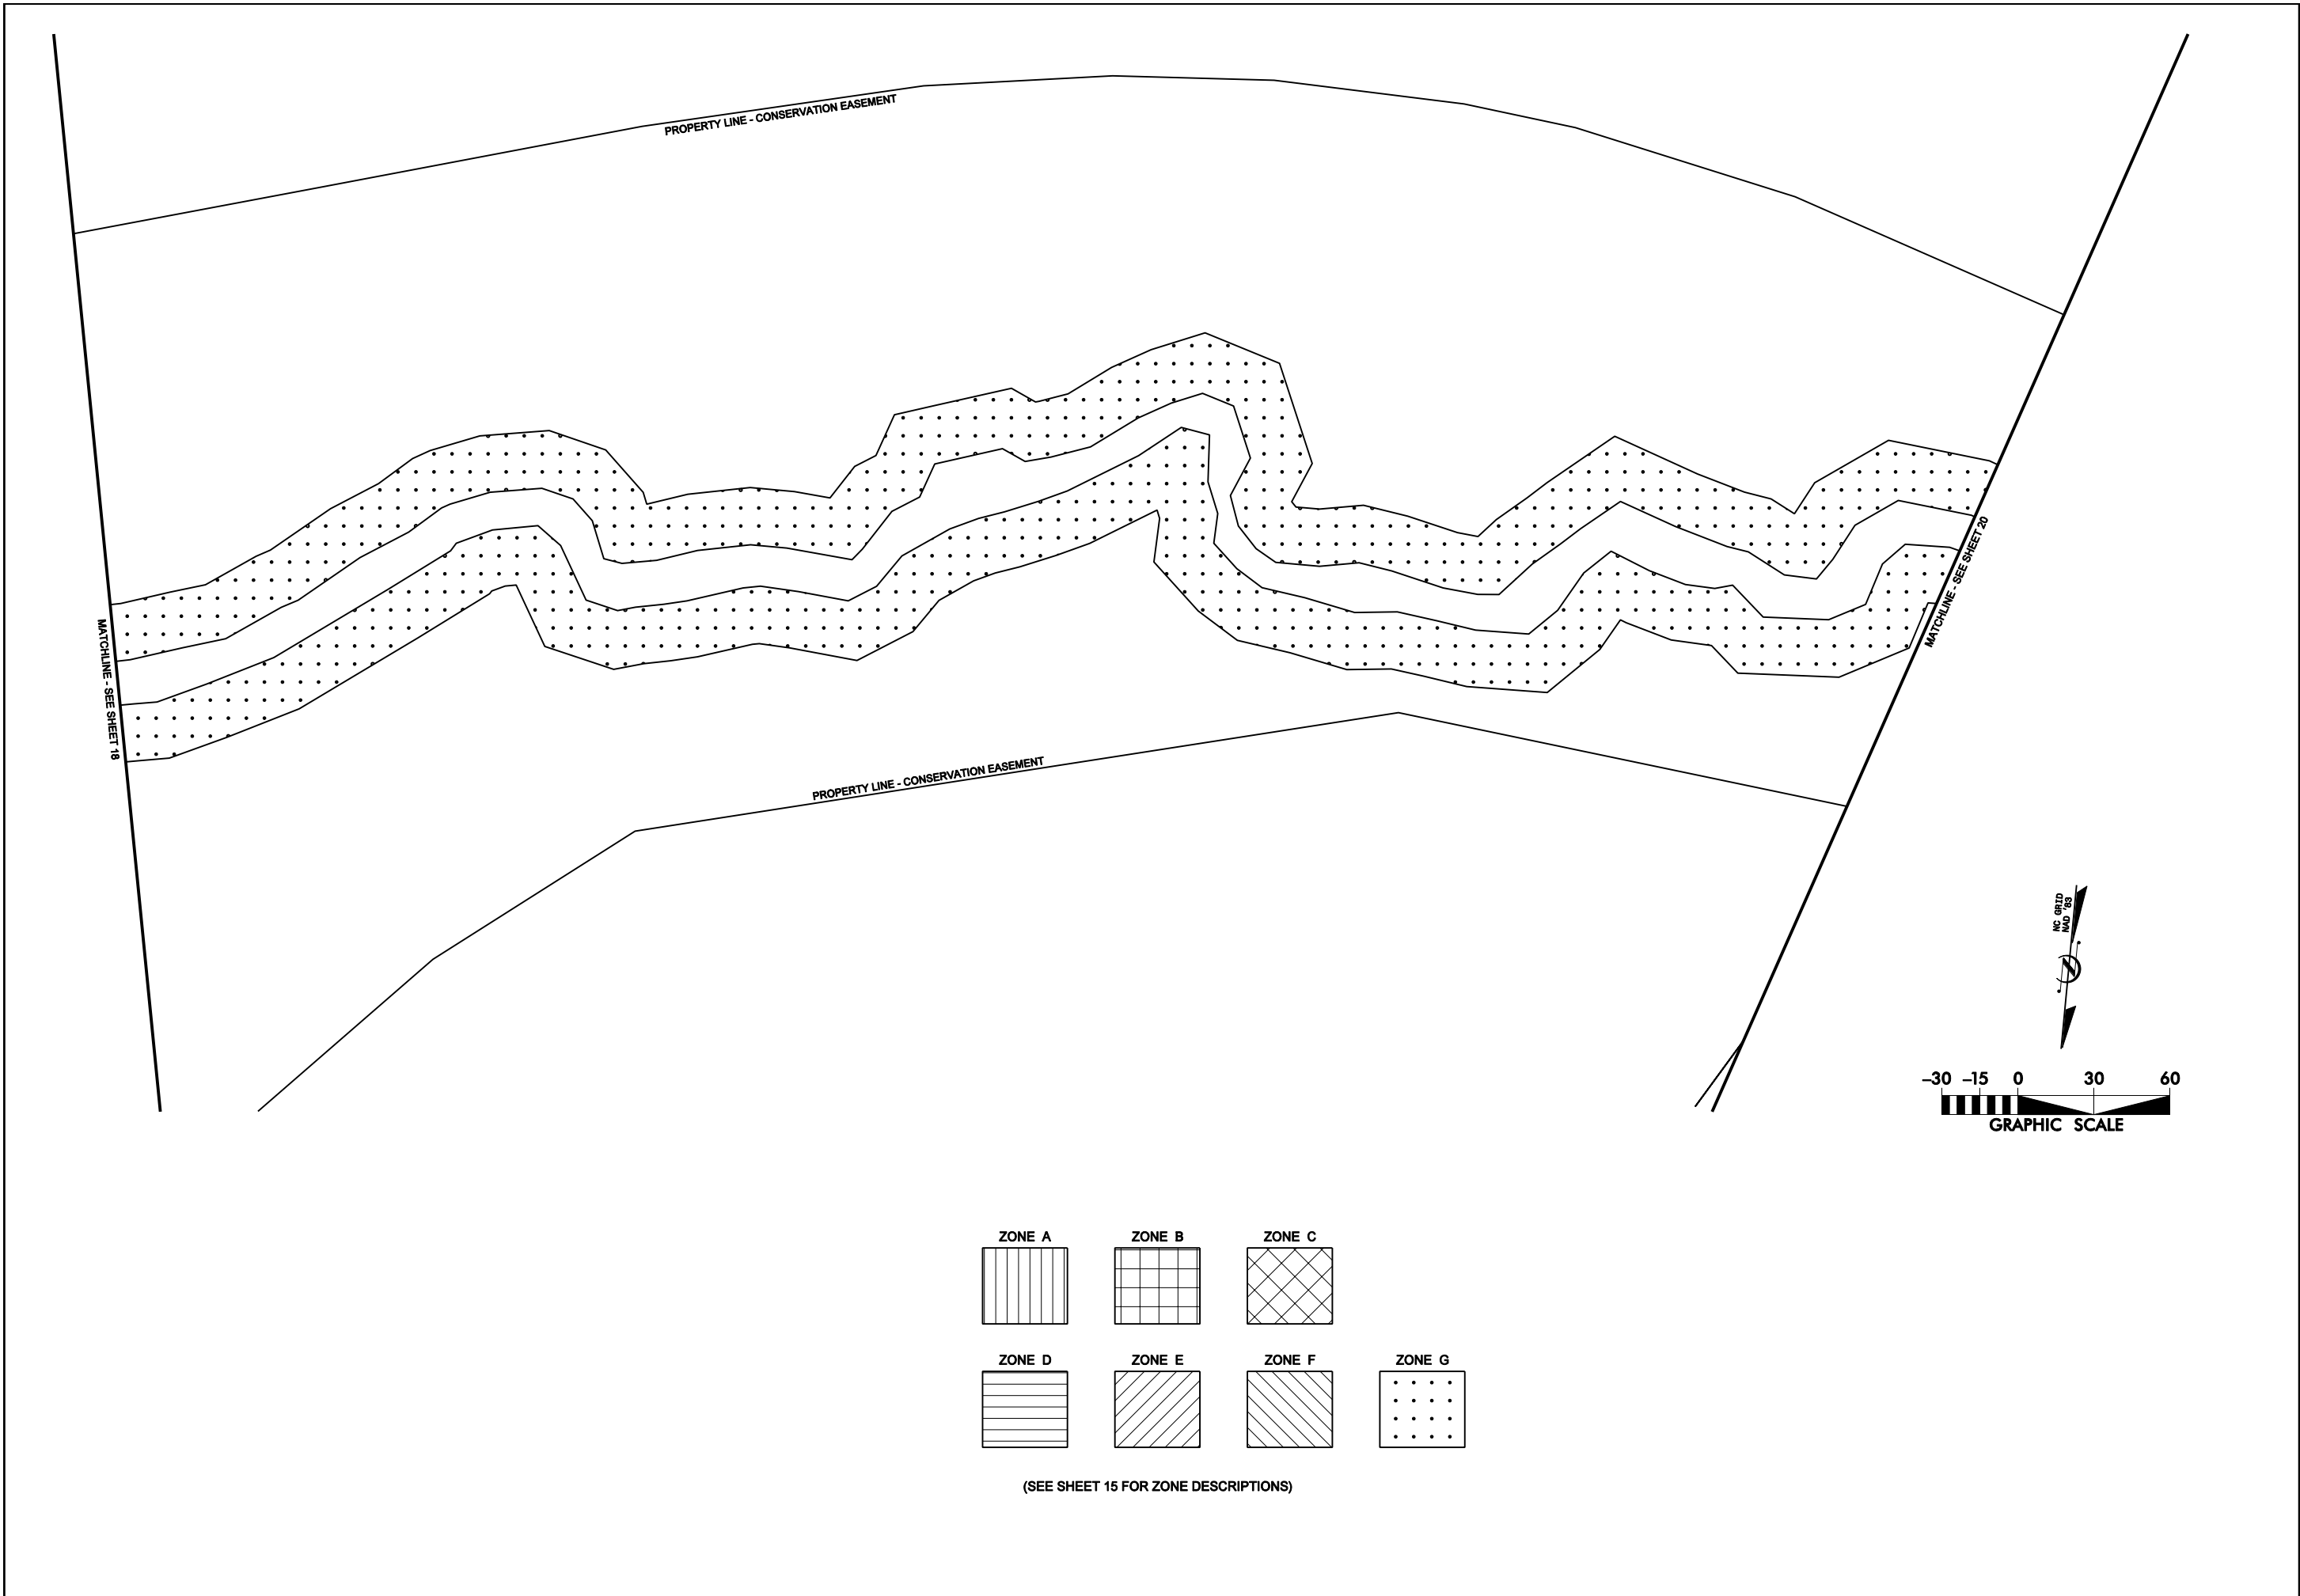 PROPERTY LINE - CONSERVATION EASEMENT
MATCHLINE - SEE SHEET 18
MATCHLINE - SEE SHEET 20
PROPERTY LINE - CONSERVATION EASEMENT
NC GRID
NAD '83
N
-30 -15 0 30 60
GRAPHIC SCALE
ZONE A ZONE B ZONE C
ZONE D ZONE E ZONE F ZONE G
(SEE SHEET 15 FOR ZONE DESCRIPTIONS)